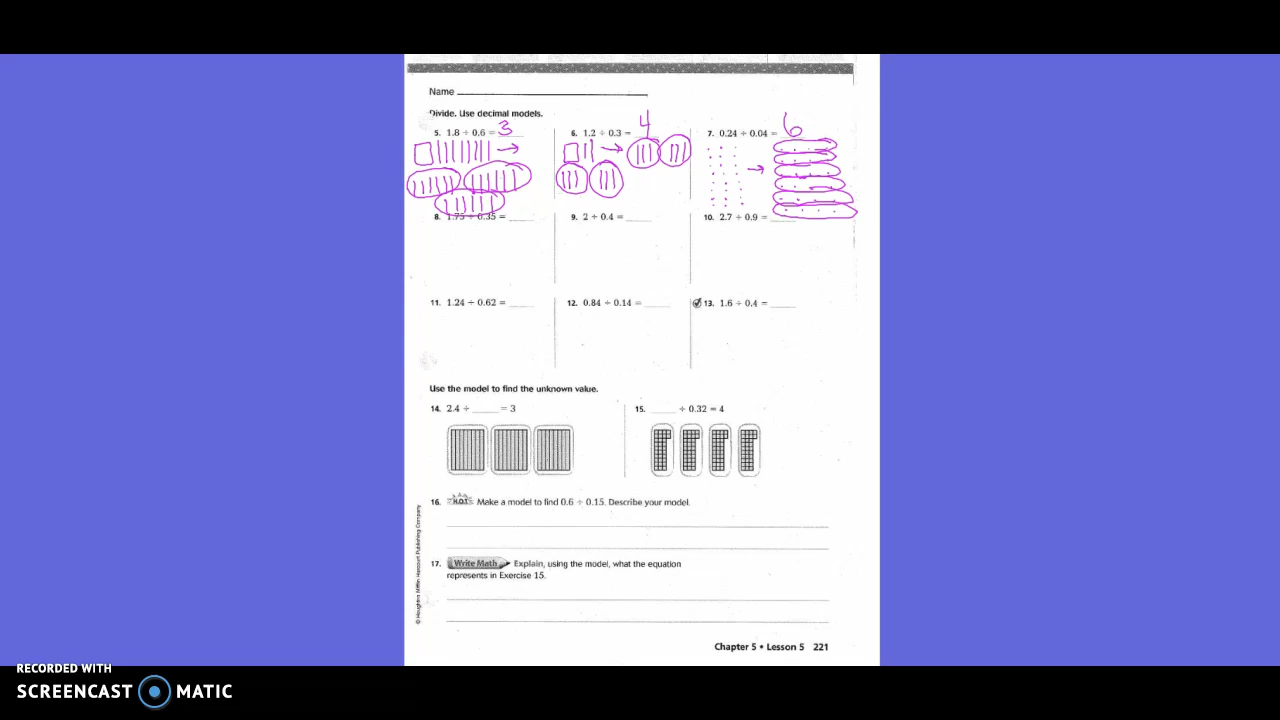 Name
Divide. Use decimal models.
5. 1.8 ÷ 0.6 = 3
6. 1.2 ÷ 0.3 = 4
7. 0.24 ÷ 0.04 = 6
8. 1.75 ÷ 0.35 =
9. 2 ÷ 0.4 =
10. 2.7 ÷ 0.9 =
11. 1.24 ÷ 0.62 =
12. 0.84 ÷ 0.14 =
13. 1.6 ÷ 0.4 =
Use the model to find the unknown value.
14. 2.4 ÷ ____ = 3
15. ____ ÷ 0.32 = 4
16. H.O.T. Make a model to find 0.6 ÷ 0.15. Describe your model.
17. Write Math Explain, using the model, what the equation
represents in Exercise 15.
© Houghton Mifflin Harcourt Publishing Company
Chapter 5 • Lesson 5 221
RECORDED WITH
SCREENCAST MATIC